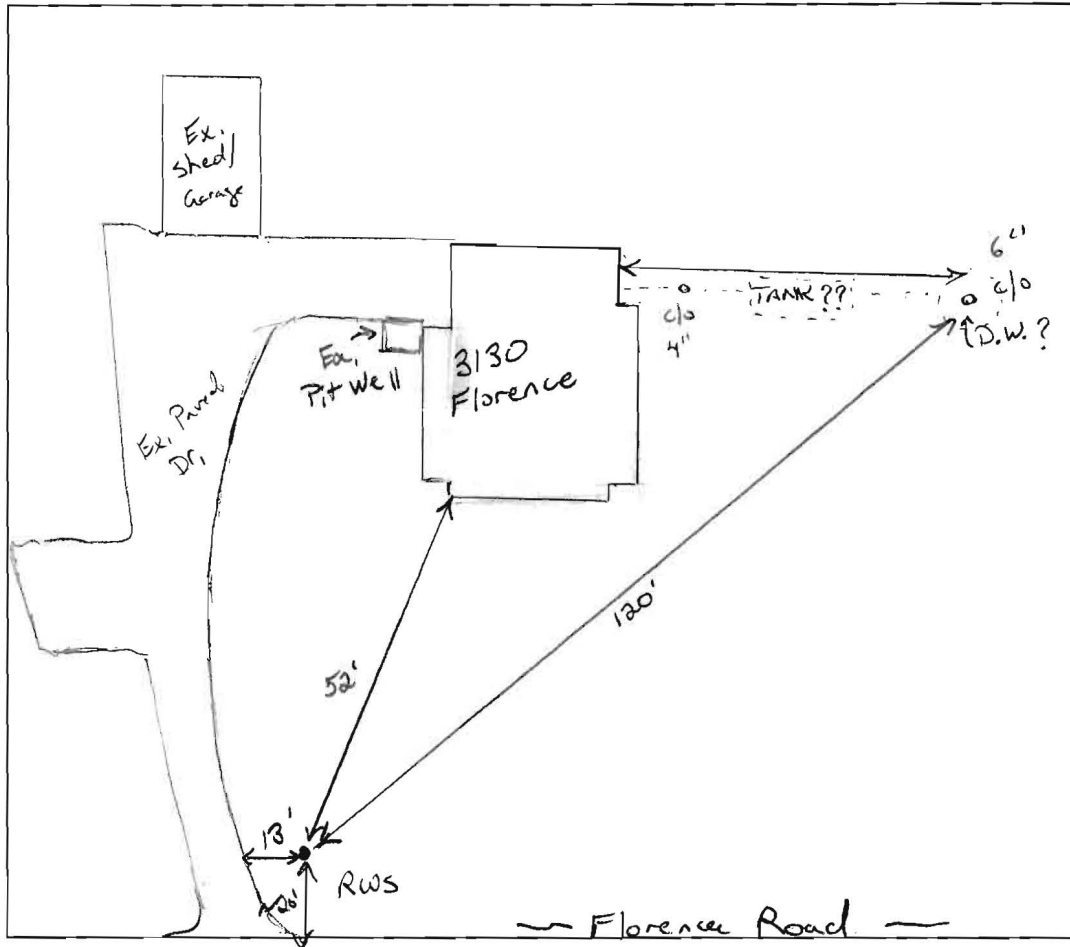 Ex.
Shed/
Garage
6"
c/o
TANK??
c/o
4"
D.W.?
Ex.
Pit Well
3130
Florence
Ex. Paved
Dr.
120'
52'
13'
RWS
~20'
~ Florence Road ~